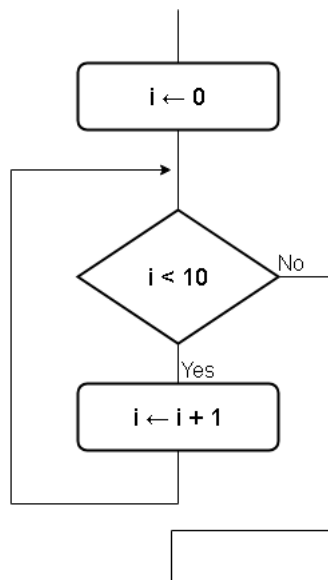 i ← 0
i < 10
No
Yes
i ← i + 1